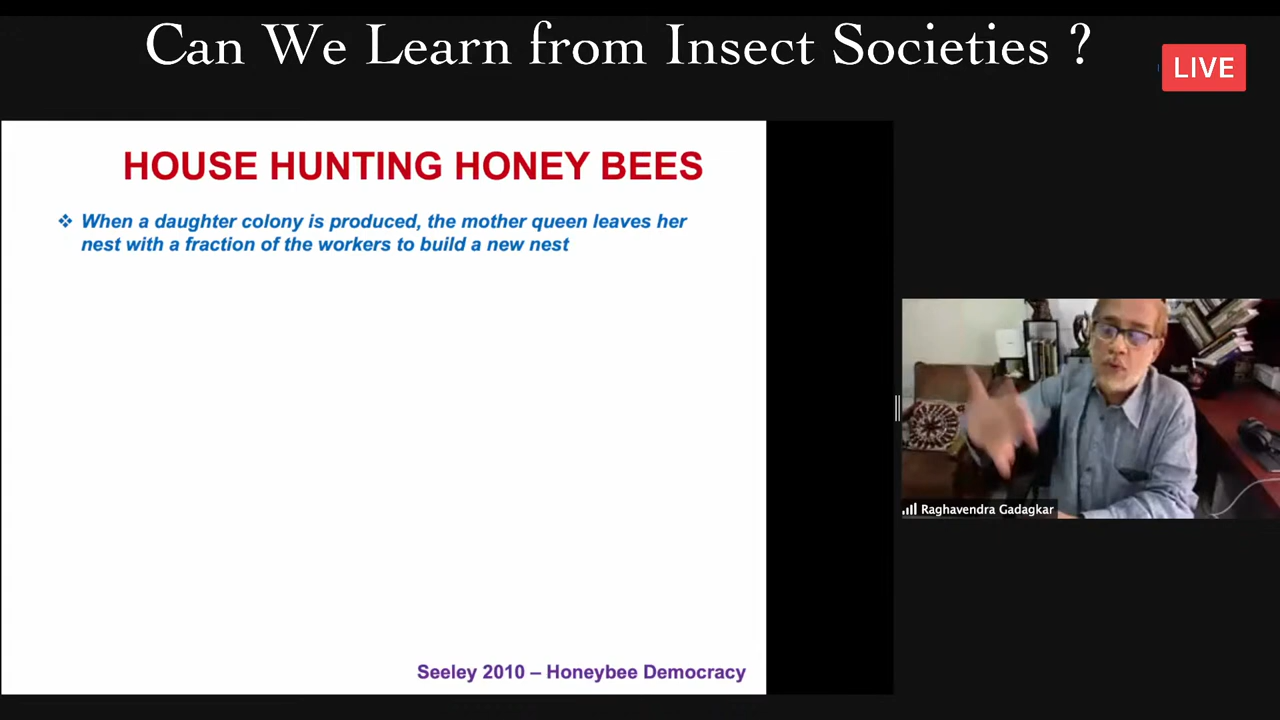 Can We Learn from Insect Societies ?
LIVE
HOUSE HUNTING HONEY BEES
❖ When a daughter colony is produced, the mother queen leaves her
nest with a fraction of the workers to build a new nest
Raghavendra Gadagkar
Seeley 2010 – Honeybee Democracy